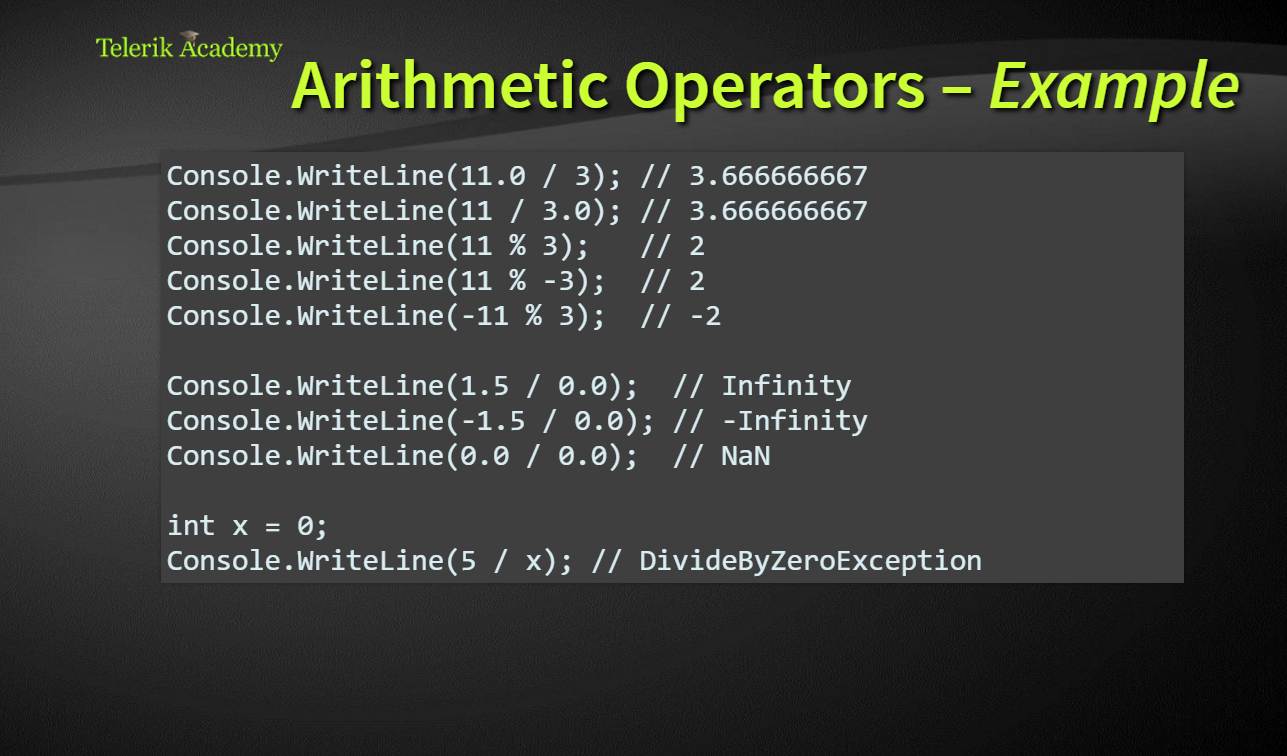 Telerik Academy
Arithmetic Operators – Example
Console.WriteLine(11.0 / 3); // 3.666666667
Console.WriteLine(11 / 3.0); // 3.666666667
Console.WriteLine(11 % 3);   // 2
Console.WriteLine(11 % -3);  // 2
Console.WriteLine(-11 % 3);  // -2
Console.WriteLine(1.5 / 0.0);  // Infinity
Console.WriteLine(-1.5 / 0.0); // -Infinity
Console.WriteLine(0.0 / 0.0);  // NaN
int x = 0;
Console.WriteLine(5 / x); // DivideByZeroException